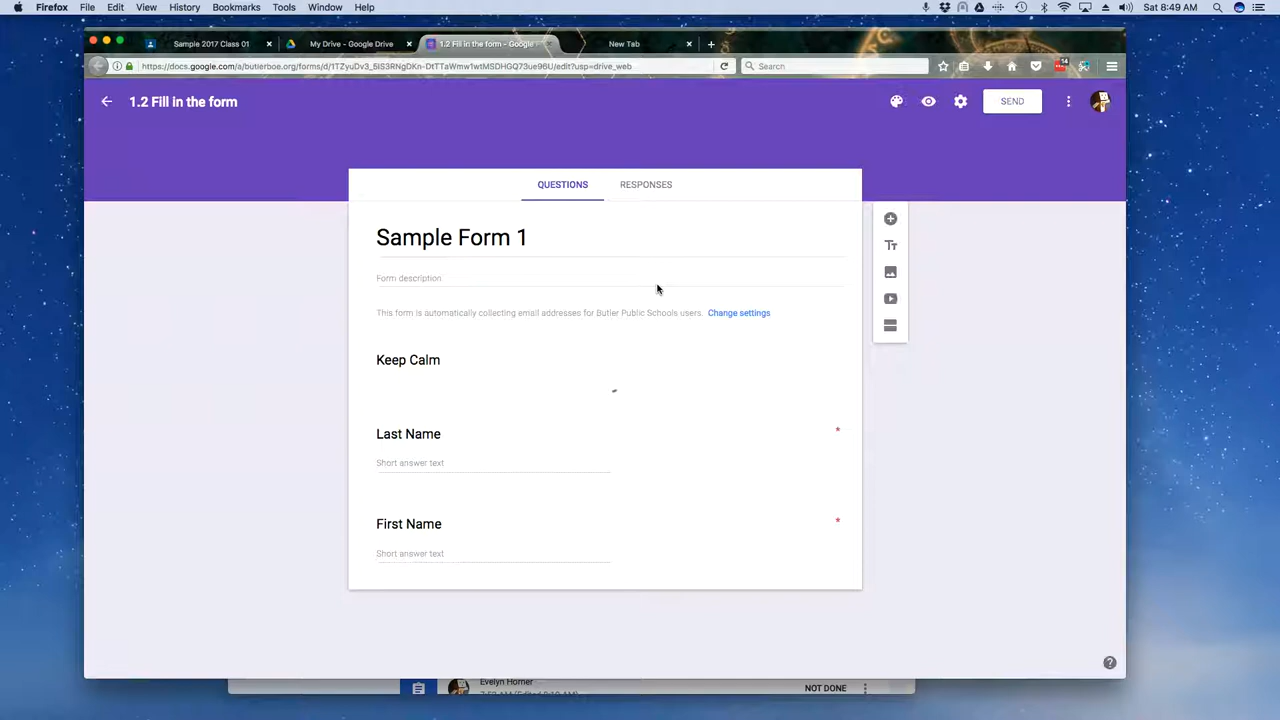 Firefox File Edit View History Bookmarks Tools Window Help Sat 8:49 AM
Sample 2017 Class 01 My Drive - Google Drive 1.2 Fill in the form - Google New Tab
Search 14
1.2 Fill in the form SEND
QUESTIONS RESPONSES
Sample Form 1
Form description
This form is automatically collecting email addresses for Butler Public Schools users. Change settings
Keep Calm
Last Name *
Short answer text
First Name *
Short answer text
Evelyn Horner
NOT DONE